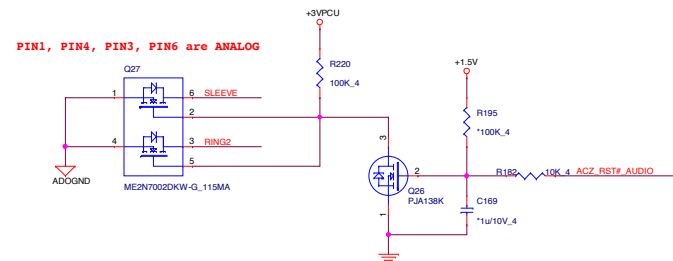 +3VPCU
PIN1, PIN4, PIN3, PIN6 are ANALOG
Q27
R220
100K_4
+1.5V
1
6
SLEEVE
2
4
3
RING2
5
ADOGND
ME2N7002DKW-G_115MA
R195
*100K_4
3
2
R182
10K_4
ACZ_RST#_AUDIO
Q26
PJA138K
1
C169
*1u/10V_4